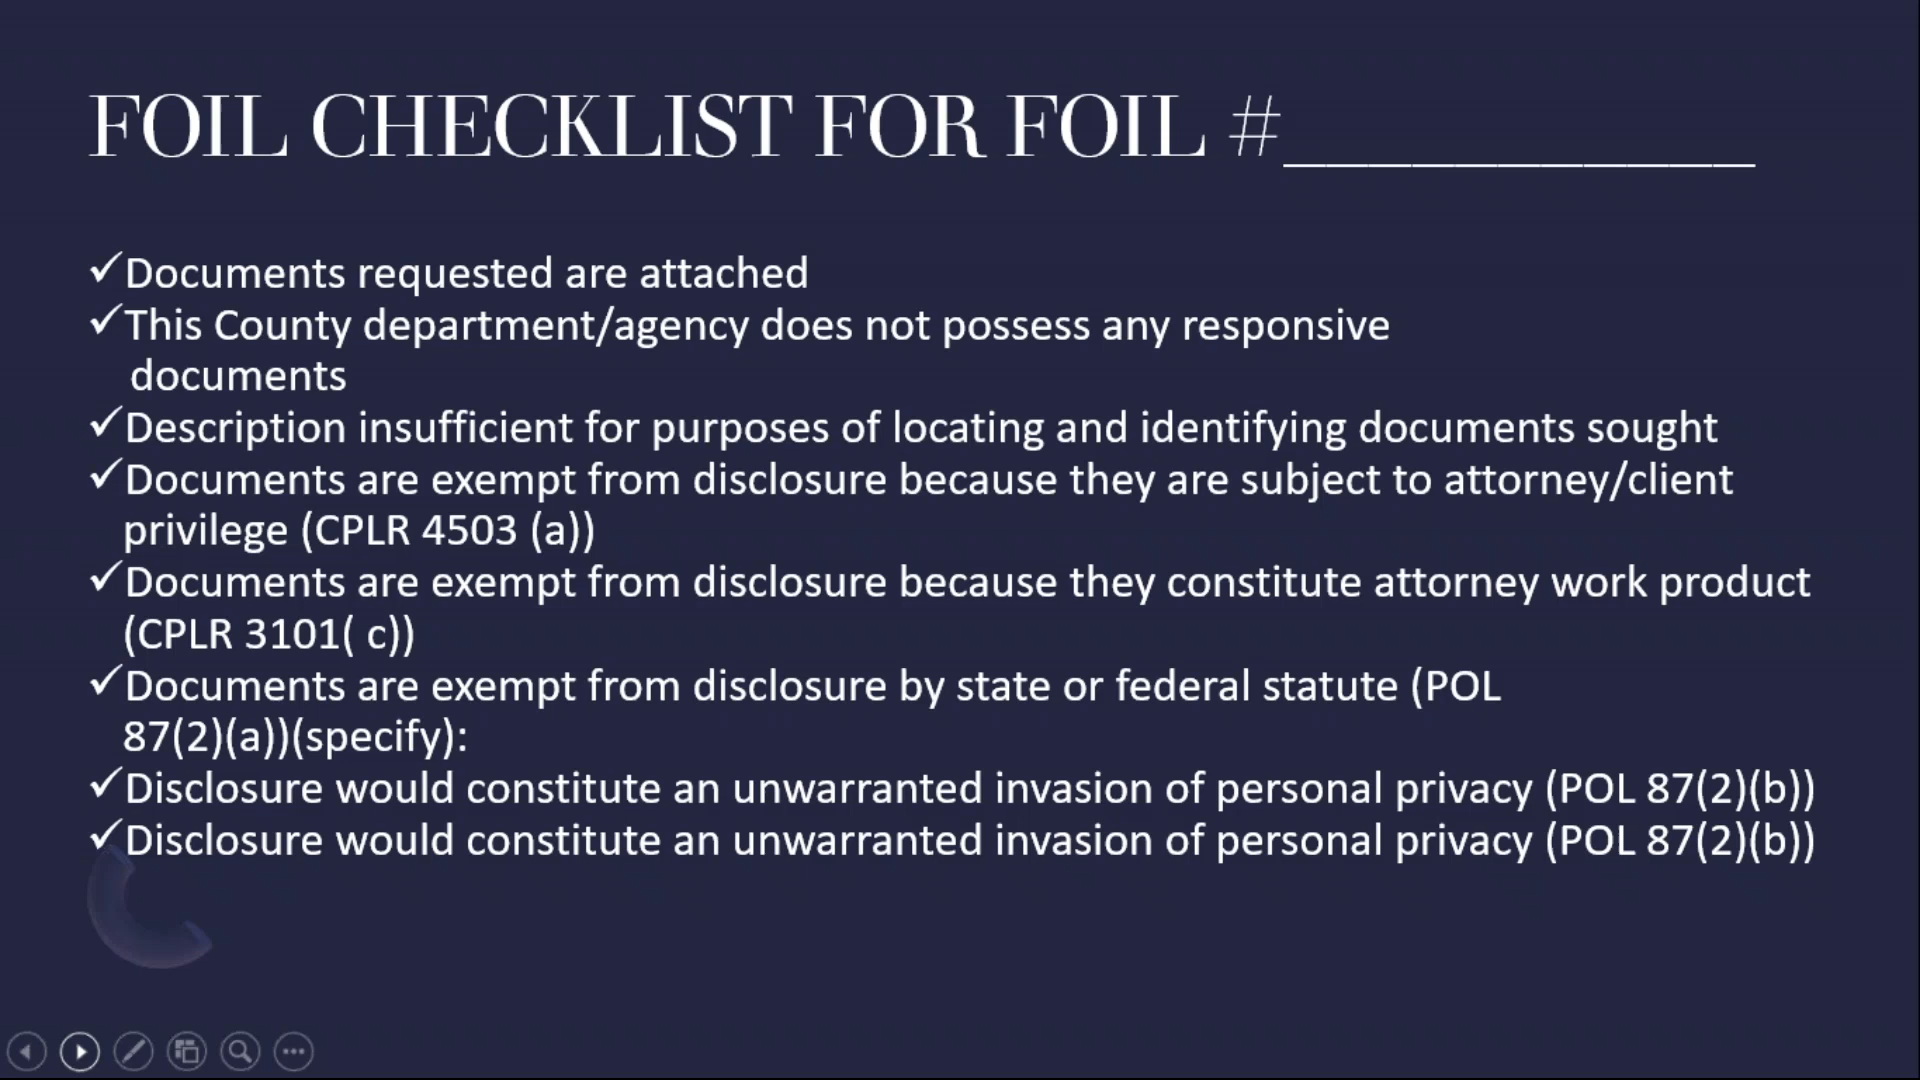 FOIL CHECKLIST FOR FOIL #___________
✓Documents requested are attached
✓This County department/agency does not possess any responsive
documents
✓Description insufficient for purposes of locating and identifying documents sought
✓Documents are exempt from disclosure because they are subject to attorney/client
privilege (CPLR 4503 (a))
✓Documents are exempt from disclosure because they constitute attorney work product
(CPLR 3101( c))
✓Documents are exempt from disclosure by state or federal statute (POL
87(2)(a))(specify):
✓Disclosure would constitute an unwarranted invasion of personal privacy (POL 87(2)(b))
✓Disclosure would constitute an unwarranted invasion of personal privacy (POL 87(2)(b))